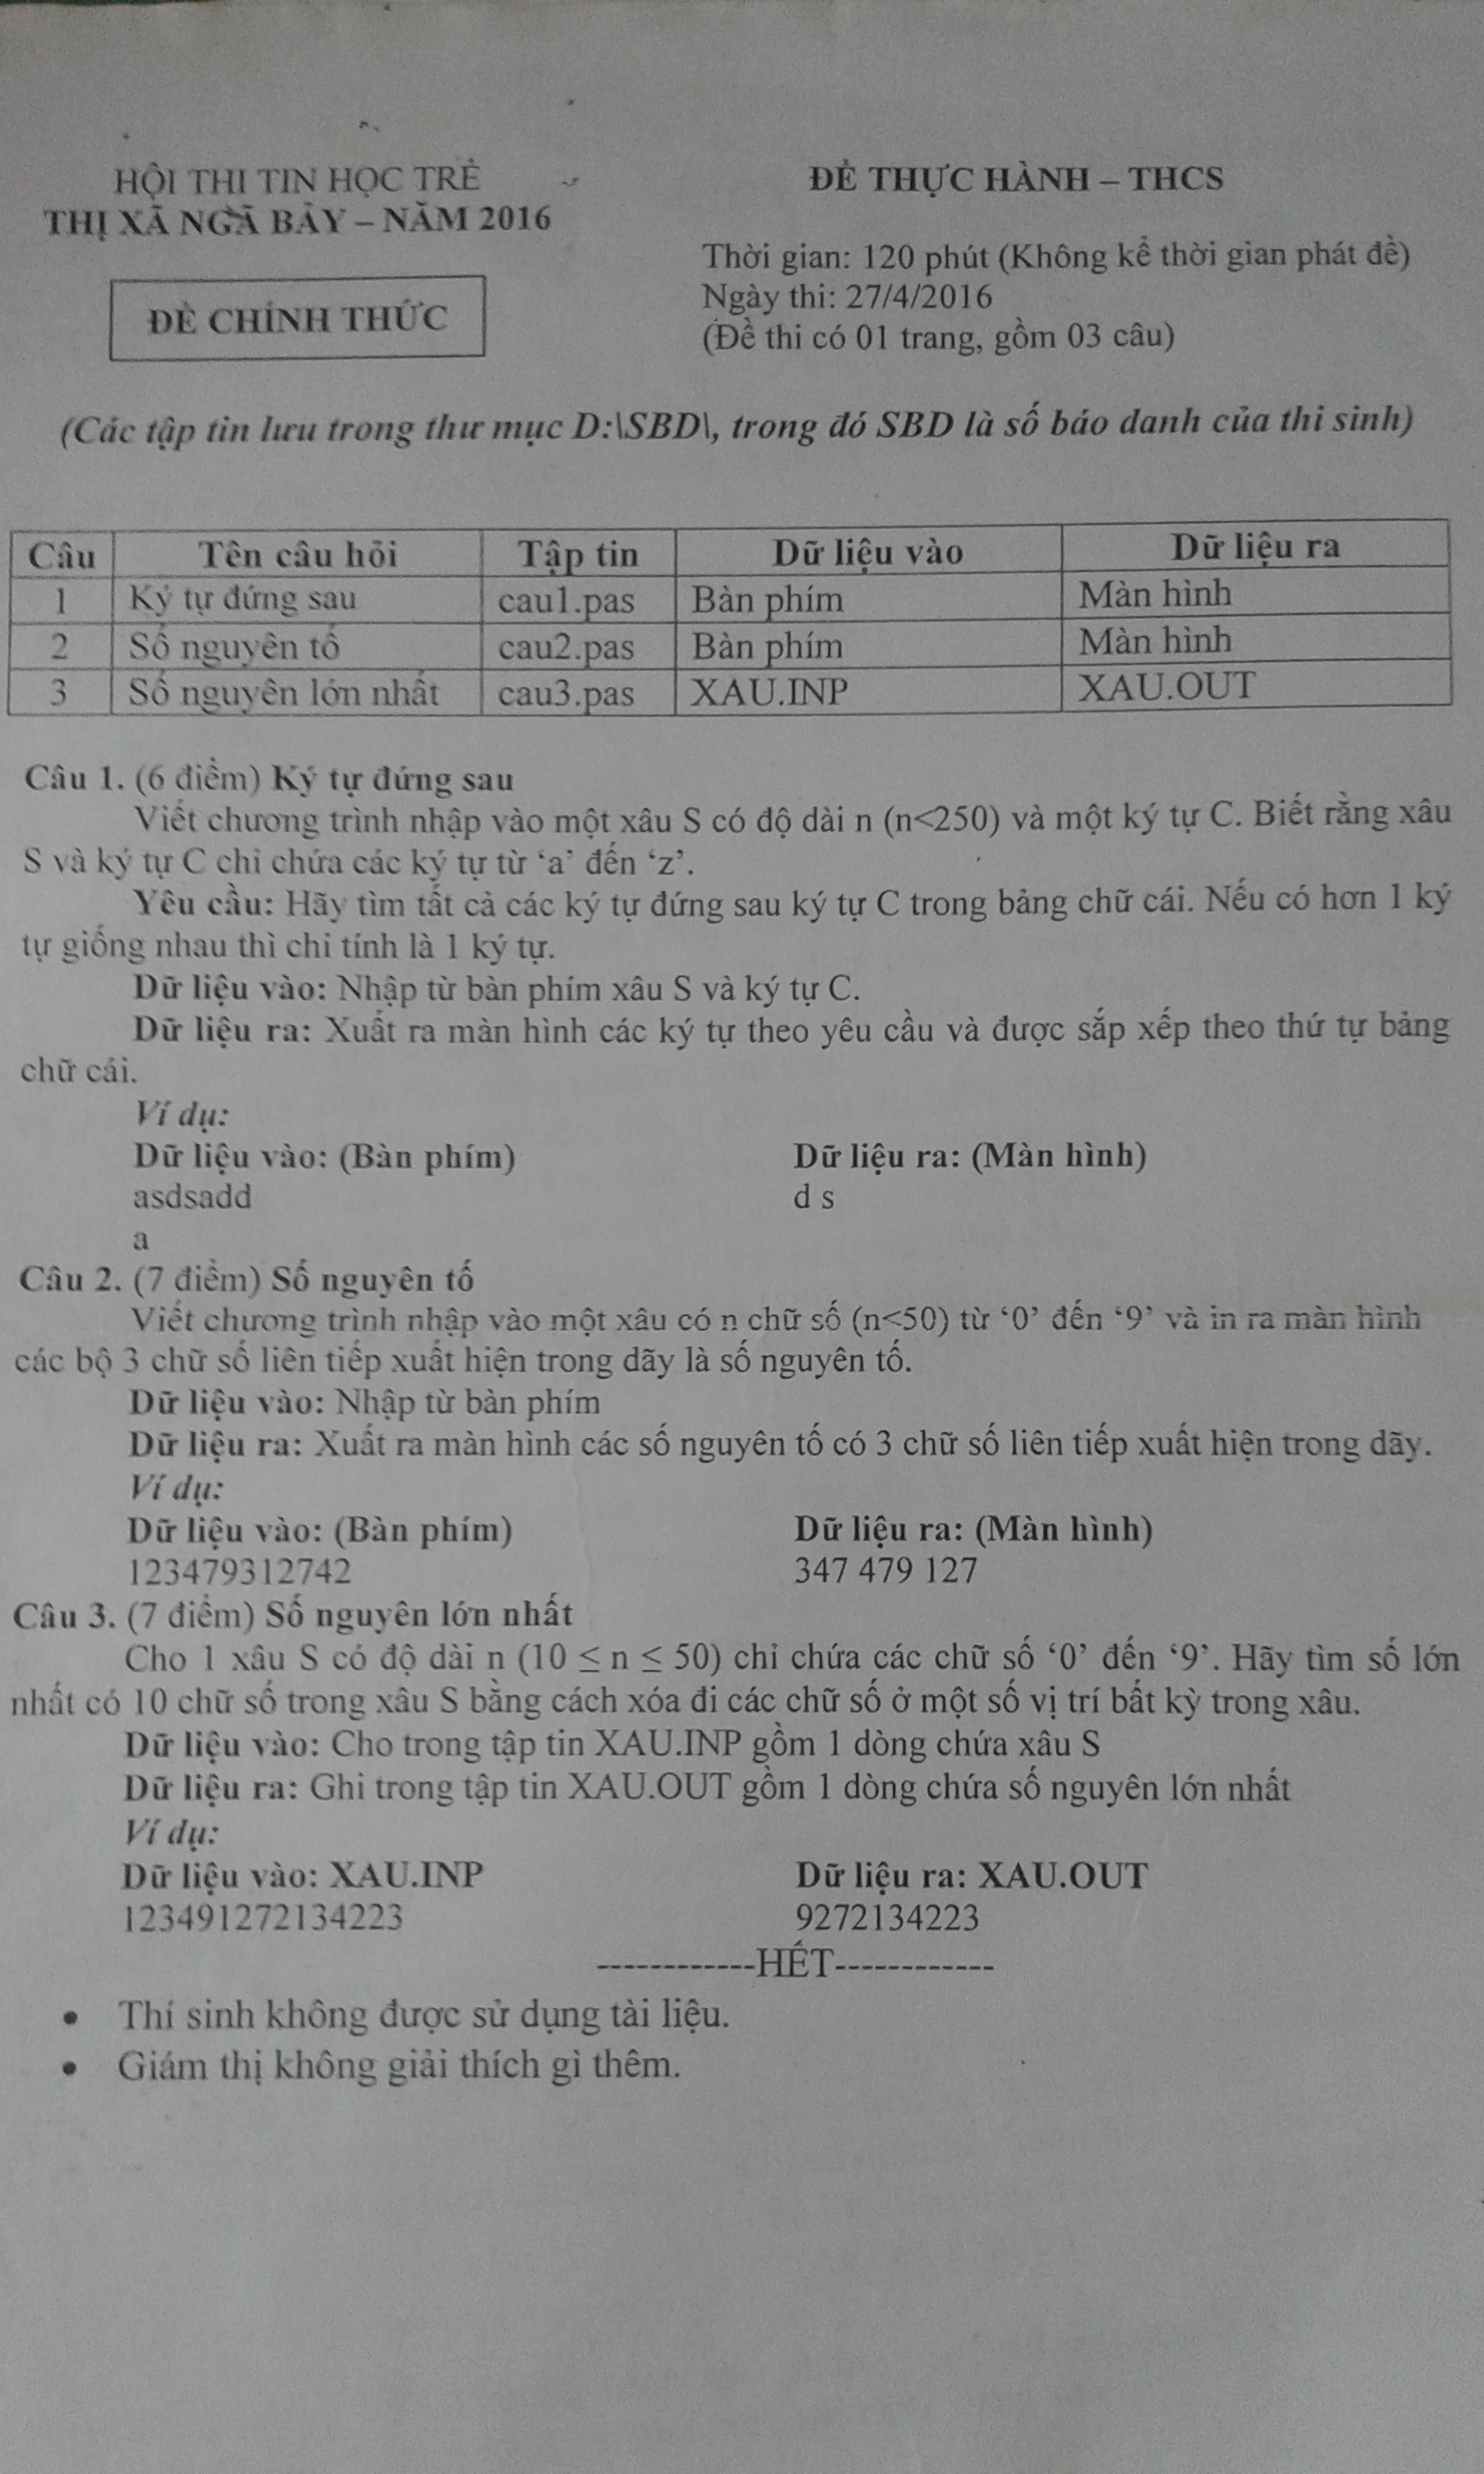 HỘI THI TIN HỌC TRẺ
THỊ XÃ NGÃ BẢY – NĂM 2016
ĐỀ CHÍNH THỨC
ĐỀ THỰC HÀNH – THCS
Thời gian: 120 phút (Không kể thời gian phát đề)
Ngày thi: 27/4/2016
(Đề thi có 01 trang, gồm 03 câu)
(Các tập tin lưu trong thư mục D:\SBD\, trong đó SBD là số báo danh của thi sinh)
Câu Tên câu hỏi Tập tin Dữ liệu vào Dữ liệu ra
1 Ký tự đứng sau cau1.pas Bàn phím Màn hình
2 Số nguyên tố cau2.pas Bàn phím Màn hình
3 Số nguyên lớn nhất cau3.pas XAU.INP XAU.OUT
Câu 1. (6 điểm) Ký tự đứng sau
Viết chương trình nhập vào một xâu S có độ dài n (n<250) và một ký tự C. Biết rằng xâu
S và ký tự C chỉ chứa các ký tự từ ‘a’ đến ‘z’.
Yêu cầu: Hãy tìm tất cả các ký tự đứng sau ký tự C trong bảng chữ cái. Nếu có hơn 1 ký
tự giống nhau thì chỉ tính là 1 ký tự.
Dữ liệu vào: Nhập từ bàn phím xâu S và ký tự C.
Dữ liệu ra: Xuất ra màn hình các ký tự theo yêu cầu và được sắp xếp theo thứ tự bảng
chữ cái.
Ví dụ:
Dữ liệu vào: (Bàn phím) Dữ liệu ra: (Màn hình)
asdsadd d s
a
Câu 2. (7 điểm) Số nguyên tố
Viết chương trình nhập vào một xâu có n chữ số (n<50) từ ‘0’ đến ‘9’ và in ra màn hình
các bộ 3 chữ số liên tiếp xuất hiện trong dãy là số nguyên tố.
Dữ liệu vào: Nhập từ bàn phím
Dữ liệu ra: Xuất ra màn hình các số nguyên tố có 3 chữ số liên tiếp xuất hiện trong dãy.
Ví dụ:
Dữ liệu vào: (Bàn phím) Dữ liệu ra: (Màn hình)
123479312742 347 479 127
Câu 3. (7 điểm) Số nguyên lớn nhất
Cho 1 xâu S có độ dài n (10 ≤ n ≤ 50) chỉ chứa các chữ số ‘0’ đến ‘9’. Hãy tìm số lớn
nhất có 10 chữ số trong xâu S bằng cách xóa đi các chữ số ở một số vị trí bất kỳ trong xâu.
Dữ liệu vào: Cho trong tập tin XAU.INP gồm 1 dòng chứa xâu S
Dữ liệu ra: Ghi trong tập tin XAU.OUT gồm 1 dòng chứa số nguyên lớn nhất
Ví dụ:
Dữ liệu vào: XAU.INP Dữ liệu ra: XAU.OUT
123491272134223 9272134223
------------HẾT------------
• Thí sinh không được sử dụng tài liệu.
• Giám thị không giải thích gì thêm.